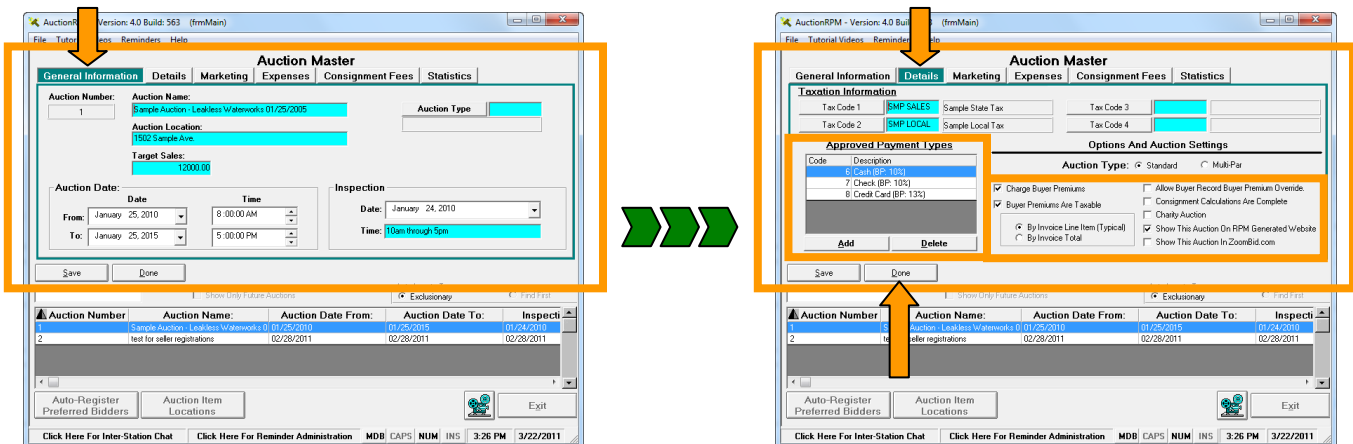 AuctionRPM - Version: 4.0 Build: 563 (frmMain)
File Tutorial Videos Reminders Help
Auction Master
General Information Details Marketing Expenses Consignment Fees Statistics
Auction Number: Auction Name:
1 Sample Auction - Leakless Waterworks 01/25/2005 Auction Type
Auction Location:
1502 Sample Ave.
Target Sales:
12000.00
Auction Date: Inspection
Date Time
From: January 25, 2010 8:00:00 AM Date: January 24, 2010
To: January 25, 2015 5:00:00 PM Time: 10am through 5pm
Save Done
Show Only Future Auctions Exclusionary Find First
Auction Number Auction Name: Auction Date From: Auction Date To: Inspecti
1 Sample Auction - Leakless Waterworks 0 01/25/2010 01/25/2015 01/24/2010
2 test for seller registrations 02/28/2011 02/28/2011 02/28/2011
Auto-Register Preferred Bidders Auction Item Locations Exit
Click Here For Inter-Station Chat Click Here For Reminder Administration MDB CAPS NUM INS 3:26 PM 3/22/2011
AuctionRPM - Version: 4.0 (frmMain)
File Tutorial Videos
Auction Master
General Information Details Marketing Expenses Consignment Fees Statistics
Taxation Information
Tax Code 1 SMP SALES Sample State Tax Tax Code 3
Tax Code 2 SMP LOCAL Sample Local Tax Tax Code 4
Approved Payment Types Options And Auction Settings
Code Description
6 Cash (BP: 10%)
7 Check (BP: 10%)
8 Credit Card (BP: 13%)
Add Delete
Auction Type: Standard Multi-Par
Charge Buyer Premiums Allow Buyer Record Buyer Premium Override.
Buyer Premiums Are Taxable Consignment Calculations Are Complete
Charity Auction
By Invoice Line Item (Typical) Show This Auction On RPM Generated Website
By Invoice Total Show This Auction In ZoomBid.com
Save Done
Show Only Future Auctions Exclusionary Find First
Auction Number Auction Name: Auction Date From: Auction Date To: Inspecti
1 S Auction - Leakless Waterworks 0 01/25/2010 01/25/2015 01/24/2010
2 te seller registrations 02/28/2011 02/28/2011 02/28/2011
Auto-Register Preferred Bidders Auction Item Locations Exit
Click Here For Inter-Station Chat Click Here For Reminder Administration MDB CAPS NUM INS 3:26 PM 3/22/2011